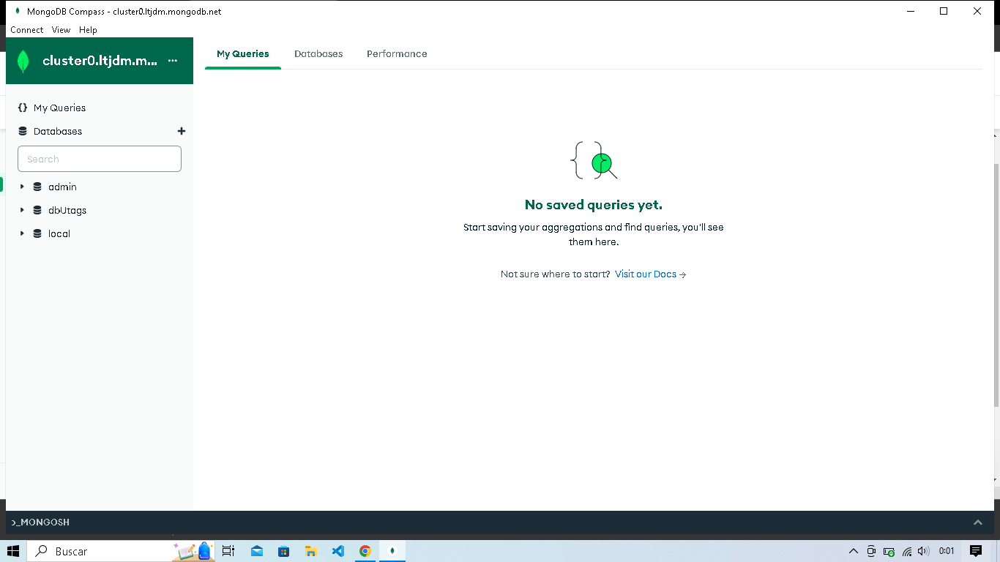 MongoDB Compass - cluster0.ltjdm.mongodb.net
Connect View Help
cluster0.ltjdm.m... ...
My Queries Databases Performance
{} My Queries
Databases +
Search
admin
dbUtags
local
No saved queries yet.
Start saving your aggregations and find queries, you'll see
them here.
Not sure where to start? Visit our Docs →
>_MONGOSH
Buscar
0:01